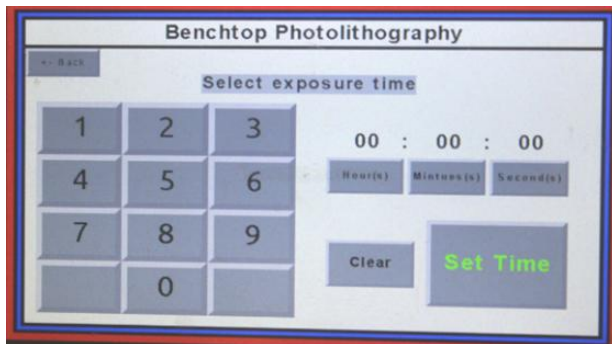 Benchtop Photolithography
<- Back
Select exposure time
1 2 3
00 : 00 : 00
4 5 6
Hour(s) Mintues(s) Second(s)
7 8 9
Clear Set Time
0